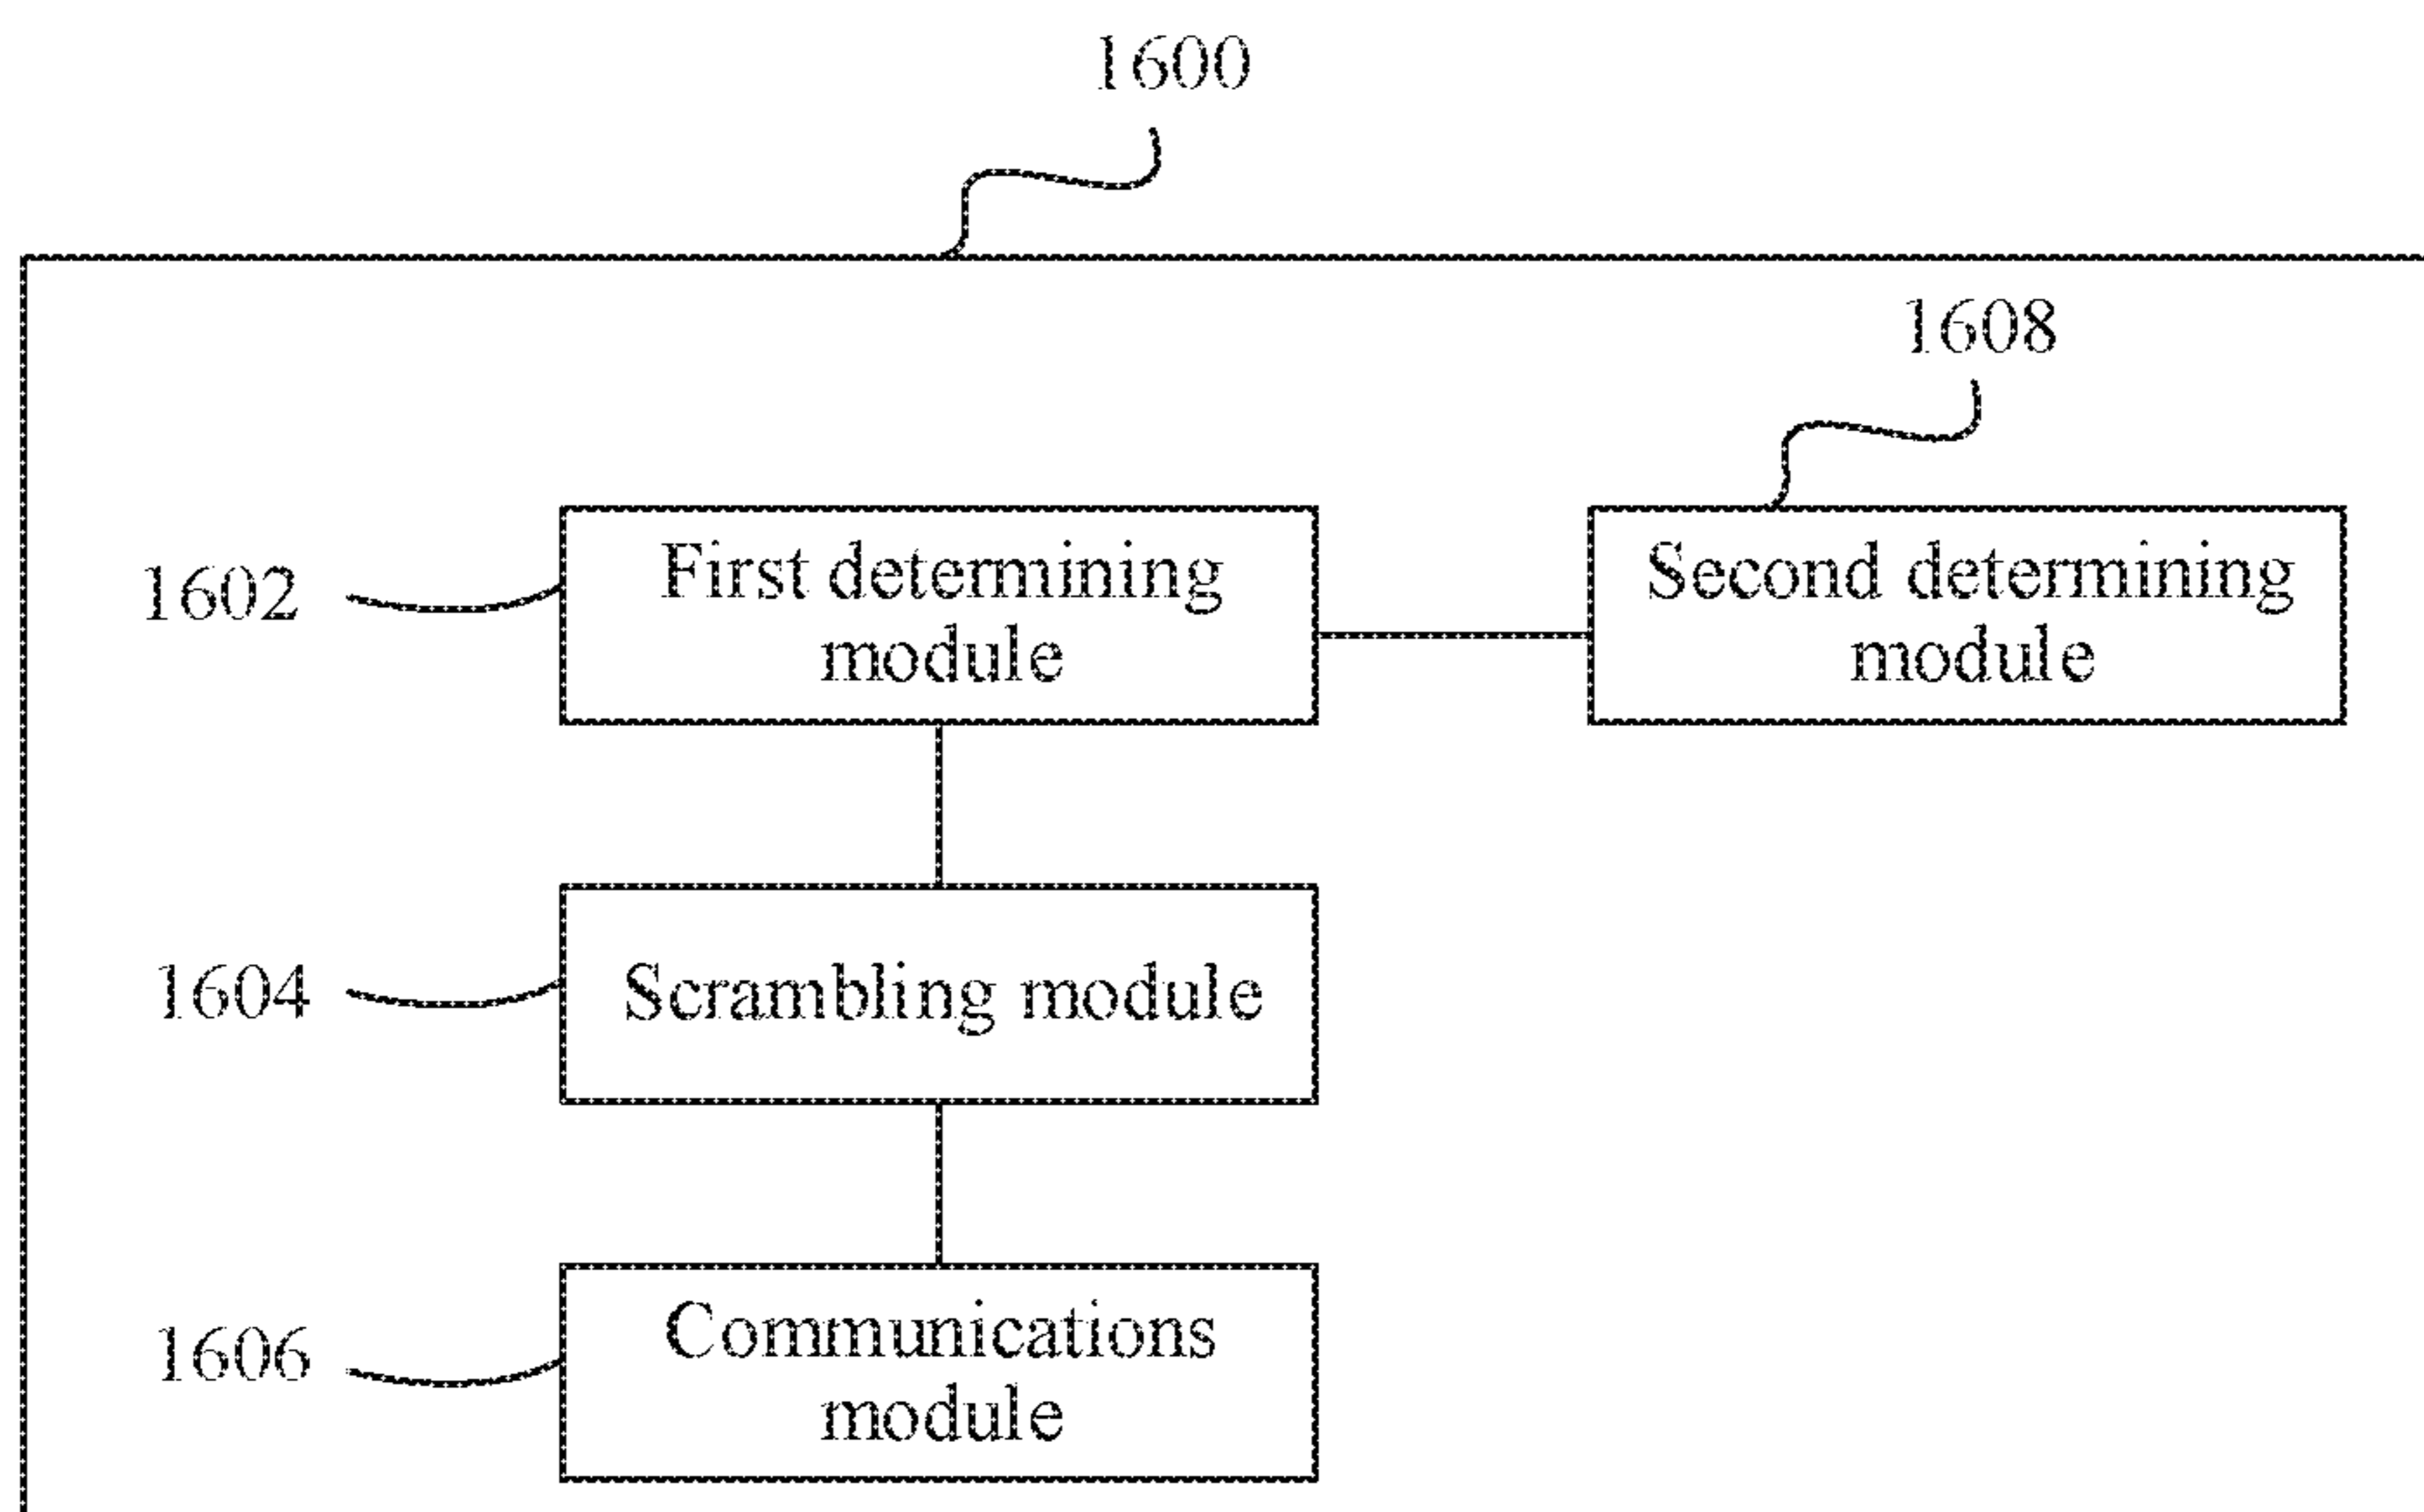 1600
1608
1602
First determining
module
Second determining
module
1604
Scrambling module
1606
Communications
module